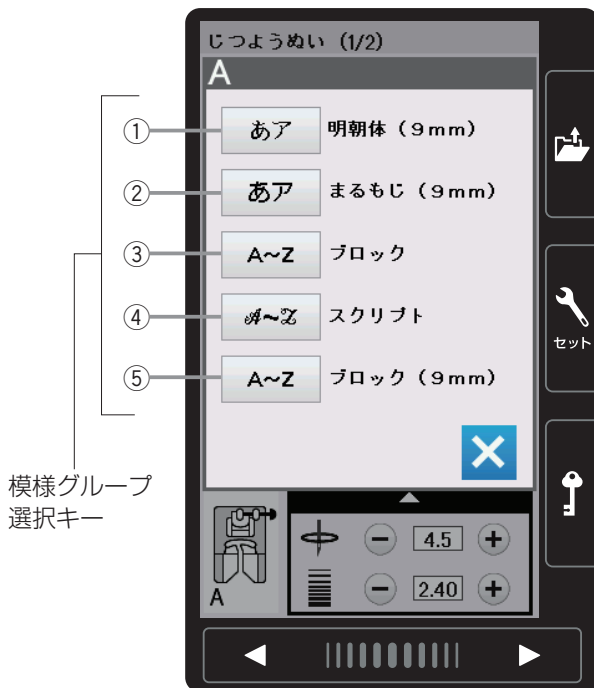 じつようぬい (1/2)
A
① あア 明朝体 (9mm)
② あア まるもじ (9mm)
③ A~Z ブロック
④ A~Z スクリプト
⑤ A~Z ブロック (9mm)
セット
模様グループ
選択キー
A
4.5
2.40